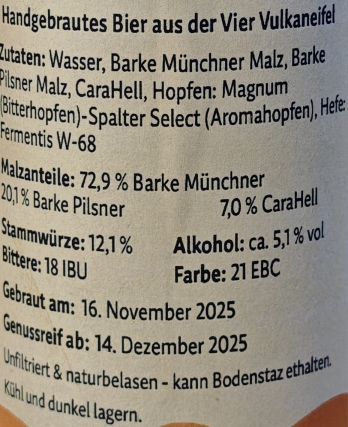 Handgebrautes Bier aus der Vier Vulkaneifel
Zutaten: Wasser, Barke Münchner Malz, Barke
Pilsner Malz, CaraHell, Hopfen: Magnum
(Bitterhopfen)-Spalter Select (Aromahopfen), Hefe:
Fermentis W-68
Malzanteile: 72,9 % Barke Münchner
20,1 % Barke Pilsner 7,0 % CaraHell
Stammwürze: 12,1 % Alkohol: ca. 5,1 % vol
Bittere: 18 IBU Farbe: 21 EBC
Gebraut am: 16. November 2025
Genussreif ab: 14. Dezember 2025
Unfiltriert & naturbelasen - kann Bodenstaz ethalten.
Kühl und dunkel lagern.